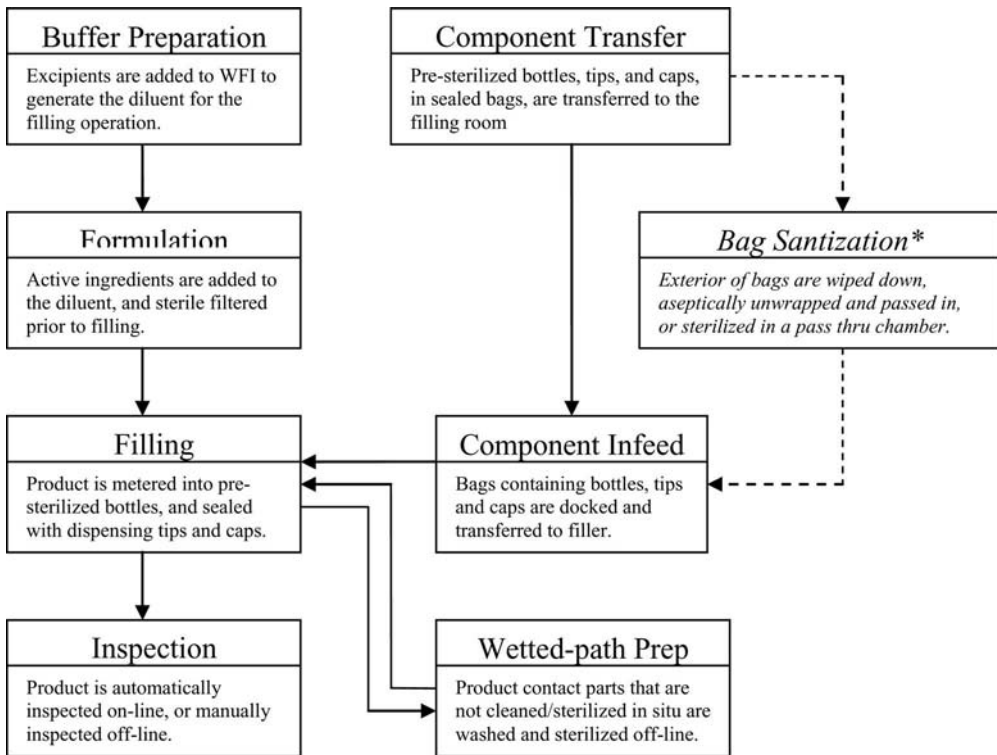 Buffer Preparation
Excipients are added to WFI to
generate the diluent for the
filling operation.
Component Transfer
Pre-sterilized bottles, tips, and caps,
in sealed bags, are transferred to the
filling room
Formulation
Active ingredients are added to
the diluent, and sterile filtered
prior to filling.
Bag Santization*
Exterior of bags are wiped down,
aseptically unwrapped and passed in,
or sterilized in a pass thru chamber.
Filling
Product is metered into pre-
sterilized bottles, and sealed
with dispensing tips and caps.
Component Infeed
Bags containing bottles, tips
and caps are docked and
transferred to filler.
Inspection
Product is automatically
inspected on-line, or manually
inspected off-line.
Wetted-path Prep
Product contact parts that are
not cleaned/sterilized in situ are
washed and sterilized off-line.